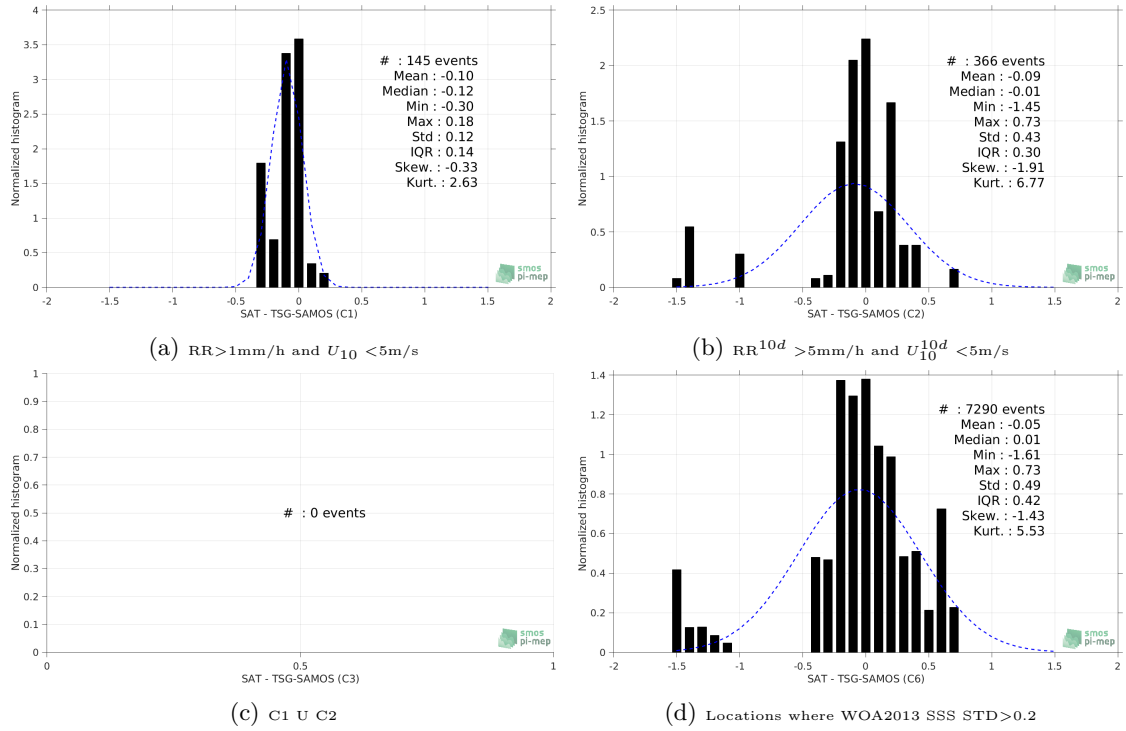 4
3.5
3
2.5
2
1.5
1
0.5
0
-2
-1.5
-1
-0.5
0
0.5
1
1.5
2
Normalized histogram
SAT - TSG-SAMOS (C1)
# : 145 events
Mean : -0.10
Median : -0.12
Min : -0.30
Max : 0.18
Std : 0.12
IQR : 0.14
Skew. : -0.33
Kurt. : 2.63
smos
pi-mep
(a) RR>1mm/h and U10 <5m/s
2.5
2
1.5
1
0.5
0
-2
-1.5
-1
-0.5
0
0.5
1
1.5
2
Normalized histogram
SAT - TSG-SAMOS (C2)
# : 366 events
Mean : -0.09
Median : -0.01
Min : -1.45
Max : 0.73
Std : 0.43
IQR : 0.30
Skew. : -1.91
Kurt. : 6.77
smos
pi-mep
(b) RR10d >5mm/h and U10d10 <5m/s
1
0.9
0.8
0.7
0.6
0.5
0.4
0.3
0.2
0.1
0
0
0.5
1
Normalized histogram
SAT - TSG-SAMOS (C3)
# : 0 events
smos
pi-mep
(c) C1 U C2
1.4
1.2
1
0.8
0.6
0.4
0.2
0
-2
-1.5
-1
-0.5
0
0.5
1
1.5
2
Normalized histogram
SAT - TSG-SAMOS (C6)
# : 7290 events
Mean : -0.05
Median : 0.01
Min : -1.61
Max : 0.73
Std : 0.49
IQR : 0.42
Skew. : -1.43
Kurt. : 5.53
smos
pi-mep
(d) Locations where WOA2013 SSS STD>0.2